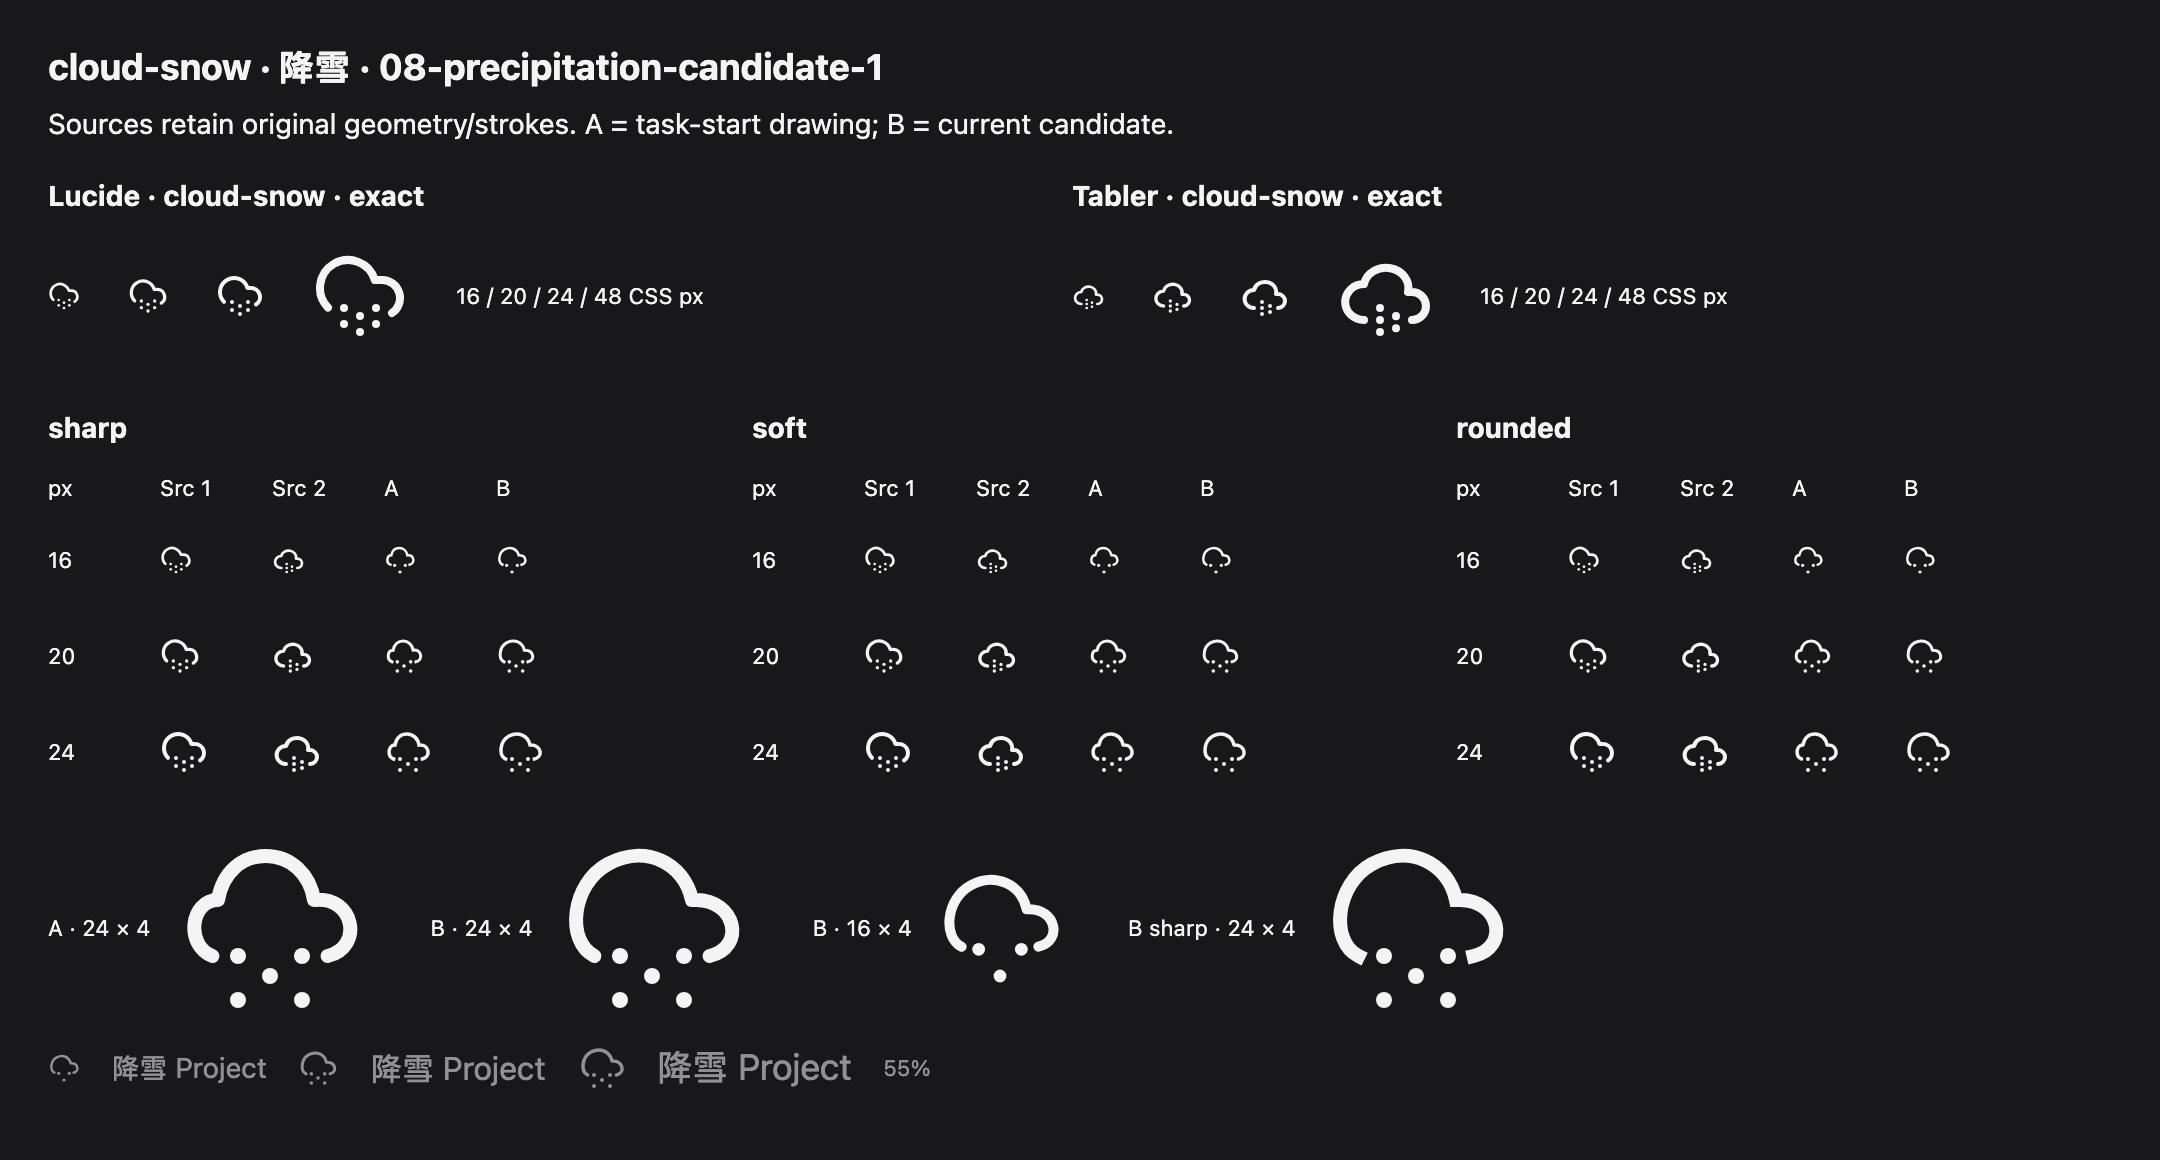 cloud-snow · 降雪 · 08-precipitation-candidate-1
Sources retain original geometry/strokes. A = task-start drawing; B = current candidate.
Lucide · cloud-snow · exact
Tabler · cloud-snow · exact
16 / 20 / 24 / 48 CSS px
16 / 20 / 24 / 48 CSS px
sharp
soft
rounded
px Src 1 Src 2 A B
px Src 1 Src 2 A B
px Src 1 Src 2 A B
16
16
16
20
20
20
24
24
24
A · 24 × 4
B · 24 × 4
B · 16 × 4
B sharp · 24 × 4
降雪 Project
降雪 Project
降雪 Project
55%